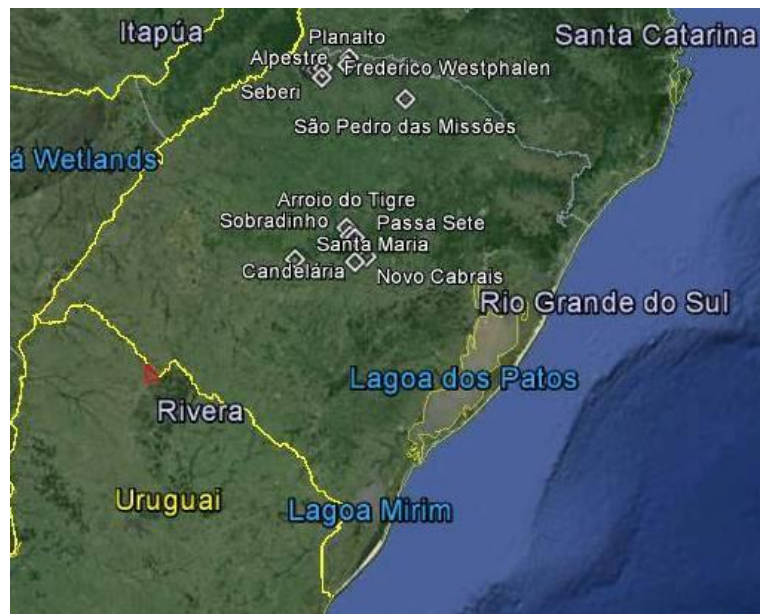 Itapúa
Planalto
Santa Catarina
Alpestre
Frederico Westphalen
Seberi
São Pedro das Missões
á Wetlands
Arroio do Tigre
Sobradinho
Passa Sete
Santa Maria
Candelária
Novo Cabrais
Rio Grande do Sul
Lagoa dos Patos
Rivera
Uruguai
Lagoa Mirim